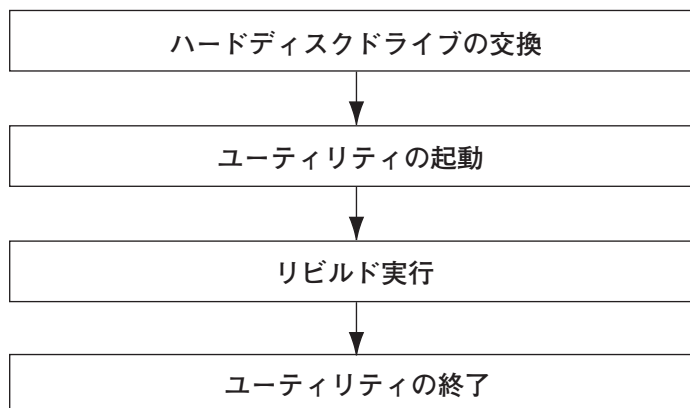 ハードディスクドライブの交換
ユーティリティの起動
リビルド実行
ユーティリティの終了